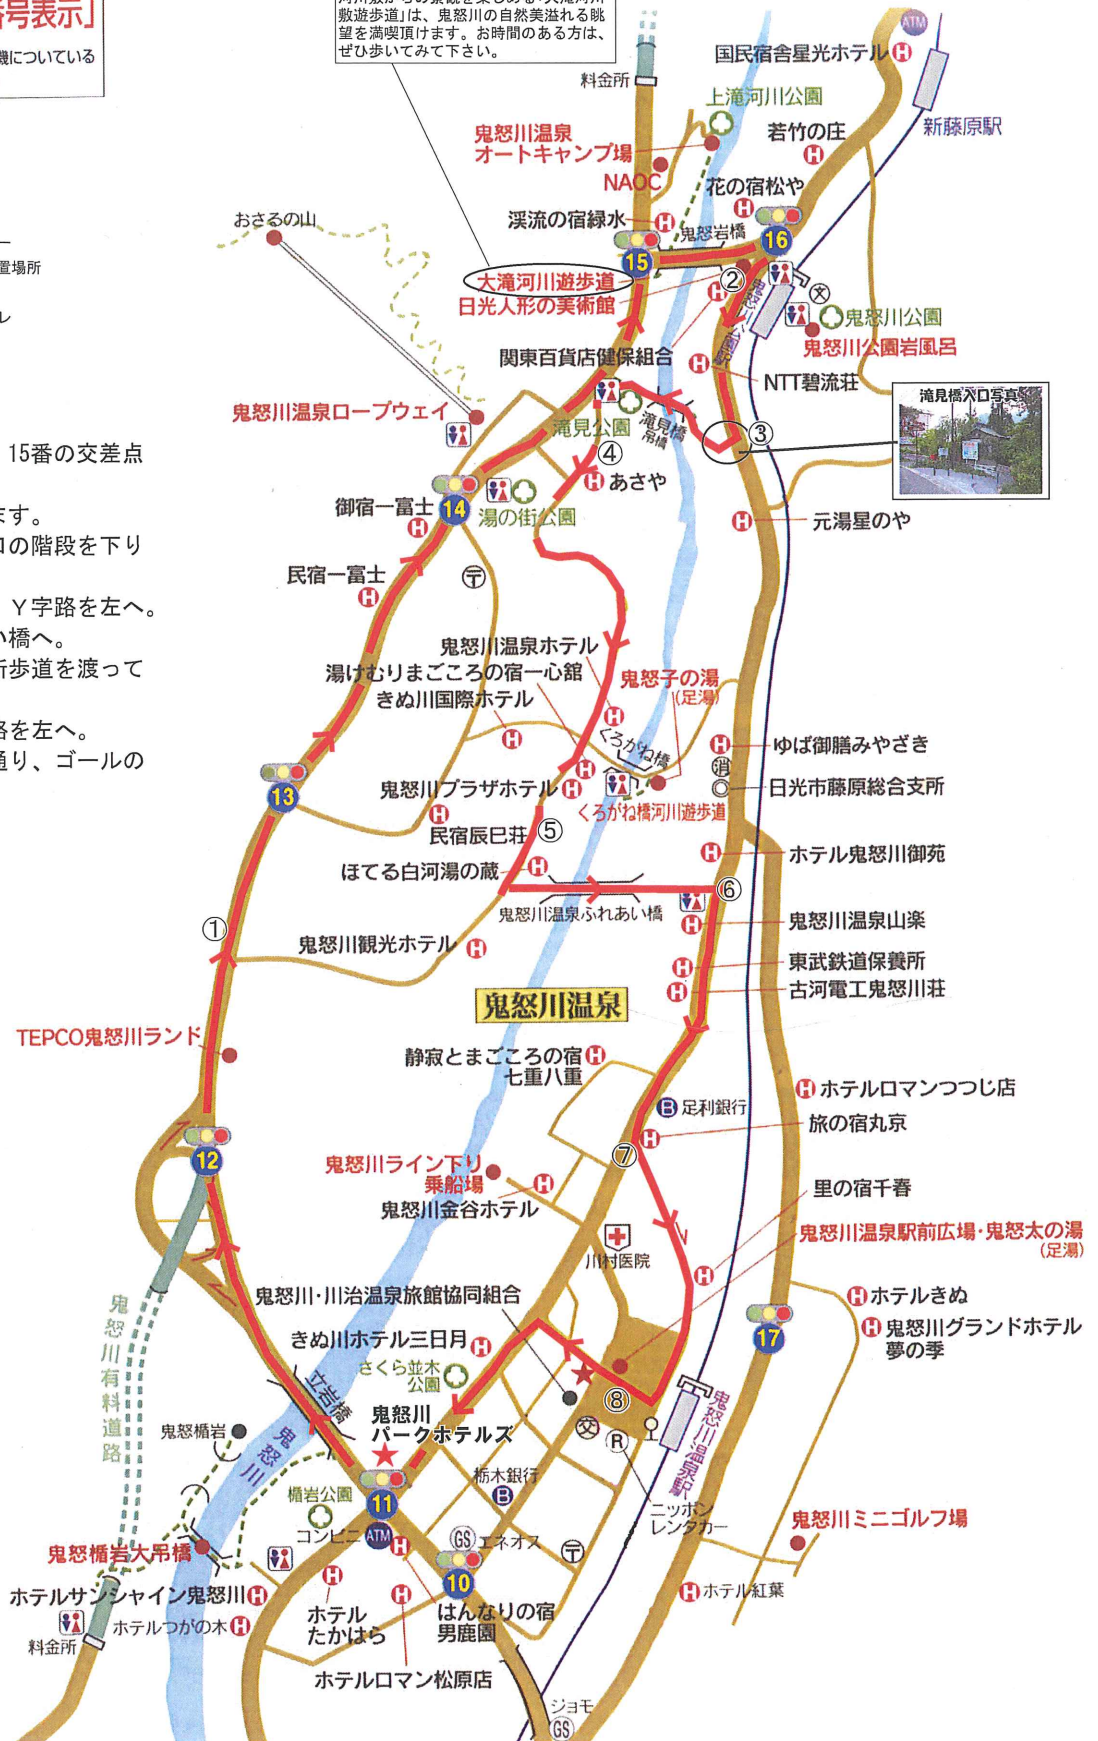 番号表示」
機についている
敷遊歩道」は、鬼怒川の自然美溢れる眺
望を満喫頂けます。お時間のある方は、
ぜひ歩いてみて下さい。
置場所
ル
15番の交差点
ます。
口の階段を下り
Ｙ字路を左へ。
い橋へ。
断歩道を渡って
路を左へ。
通り、ゴールの
ATM
国民宿舎星光ホテル H
料金所
新藤原駅
上滝河川公園
若竹の庄
H
鬼怒川温泉
オートキャンプ場
NAOC
花の宿松や
H
おさるの山
渓流の宿緑水 H
鬼怒岩橋
16
15
大滝河川遊歩道
日光人形の美術館
②
H
文
鬼怒川公園
鬼怒川公園岩風呂
関東百貨店健保組合
H
NTT碧流荘
滝見橋入口写真
鬼怒川温泉ロープウェイ
滝見公園
滝見橋
吊橋
③
④
H あさや
御宿一富士
H
14
湯の街公園
H
元湯星のや
民宿一富士
H
〒
鬼怒川温泉ホテル
湯けむりまごころの宿一心舘
きぬ川国際ホテル
鬼怒子の湯
(足湯)
H
H
くろがね橋
H ゆば御膳みやざき
消
日光市藤原総合支所
13
H
鬼怒川プラザホテル H
くろがね橋河川遊歩道
H
民宿辰巳荘
⑤
H ホテル鬼怒川御苑
ほてる白河湯の蔵 H
⑥
鬼怒川温泉ふれあい橋
①
鬼怒川観光ホテル H
H 鬼怒川温泉山楽
H 東武鉄道保養所
H 古河電工鬼怒川荘
鬼怒川温泉
TEPCO鬼怒川ランド
静寂とまごころの宿 H
七重八重
H ホテルロマンつつじ店
B 足利銀行
H 旅の宿丸京
12
⑦
鬼怒川ライン下り
乗船場
H
鬼怒川金谷ホテル
里の宿千春
川村医院
鬼怒川温泉駅前広場・鬼怒太の湯
(足湯)
H
鬼怒川・川治温泉旅館協同組合
H ホテルきぬ
鬼怒川有料道路
きぬ川ホテル三日月 H
17
H 鬼怒川グランドホテル
夢の季
さくら並木
公園
立岩橋
⑧
鬼怒川
パークホテルズ
鬼怒楯岩
鬼怒川
交
R
鬼怒川温泉駅
栃木銀行
B
楯岩公園
11
ニッポン
レンタカー
コンビニ ATM H
GS エネオス
鬼怒川ミニゴルフ場
鬼怒楯岩大吊橋
〒
10
ホテルサンシャイン鬼怒川 H
H
H
H ホテル紅葉
ホテルつがの木 H
ホテル
たかはら
はんなりの宿
男鹿園
料金所
ホテルロマン松原店
ジョモ
GS